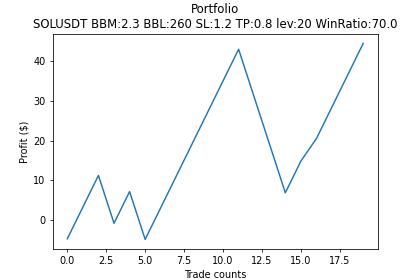 Portfolio
SOLUSDT BBM:2.3 BBL:260 SL:1.2 TP:0.8 lev:20 WinRatio:70.0
40
30
20
10
0
Profit ($)
0.0 2.5 5.0 7.5 10.0 12.5 15.0 17.5
Trade counts